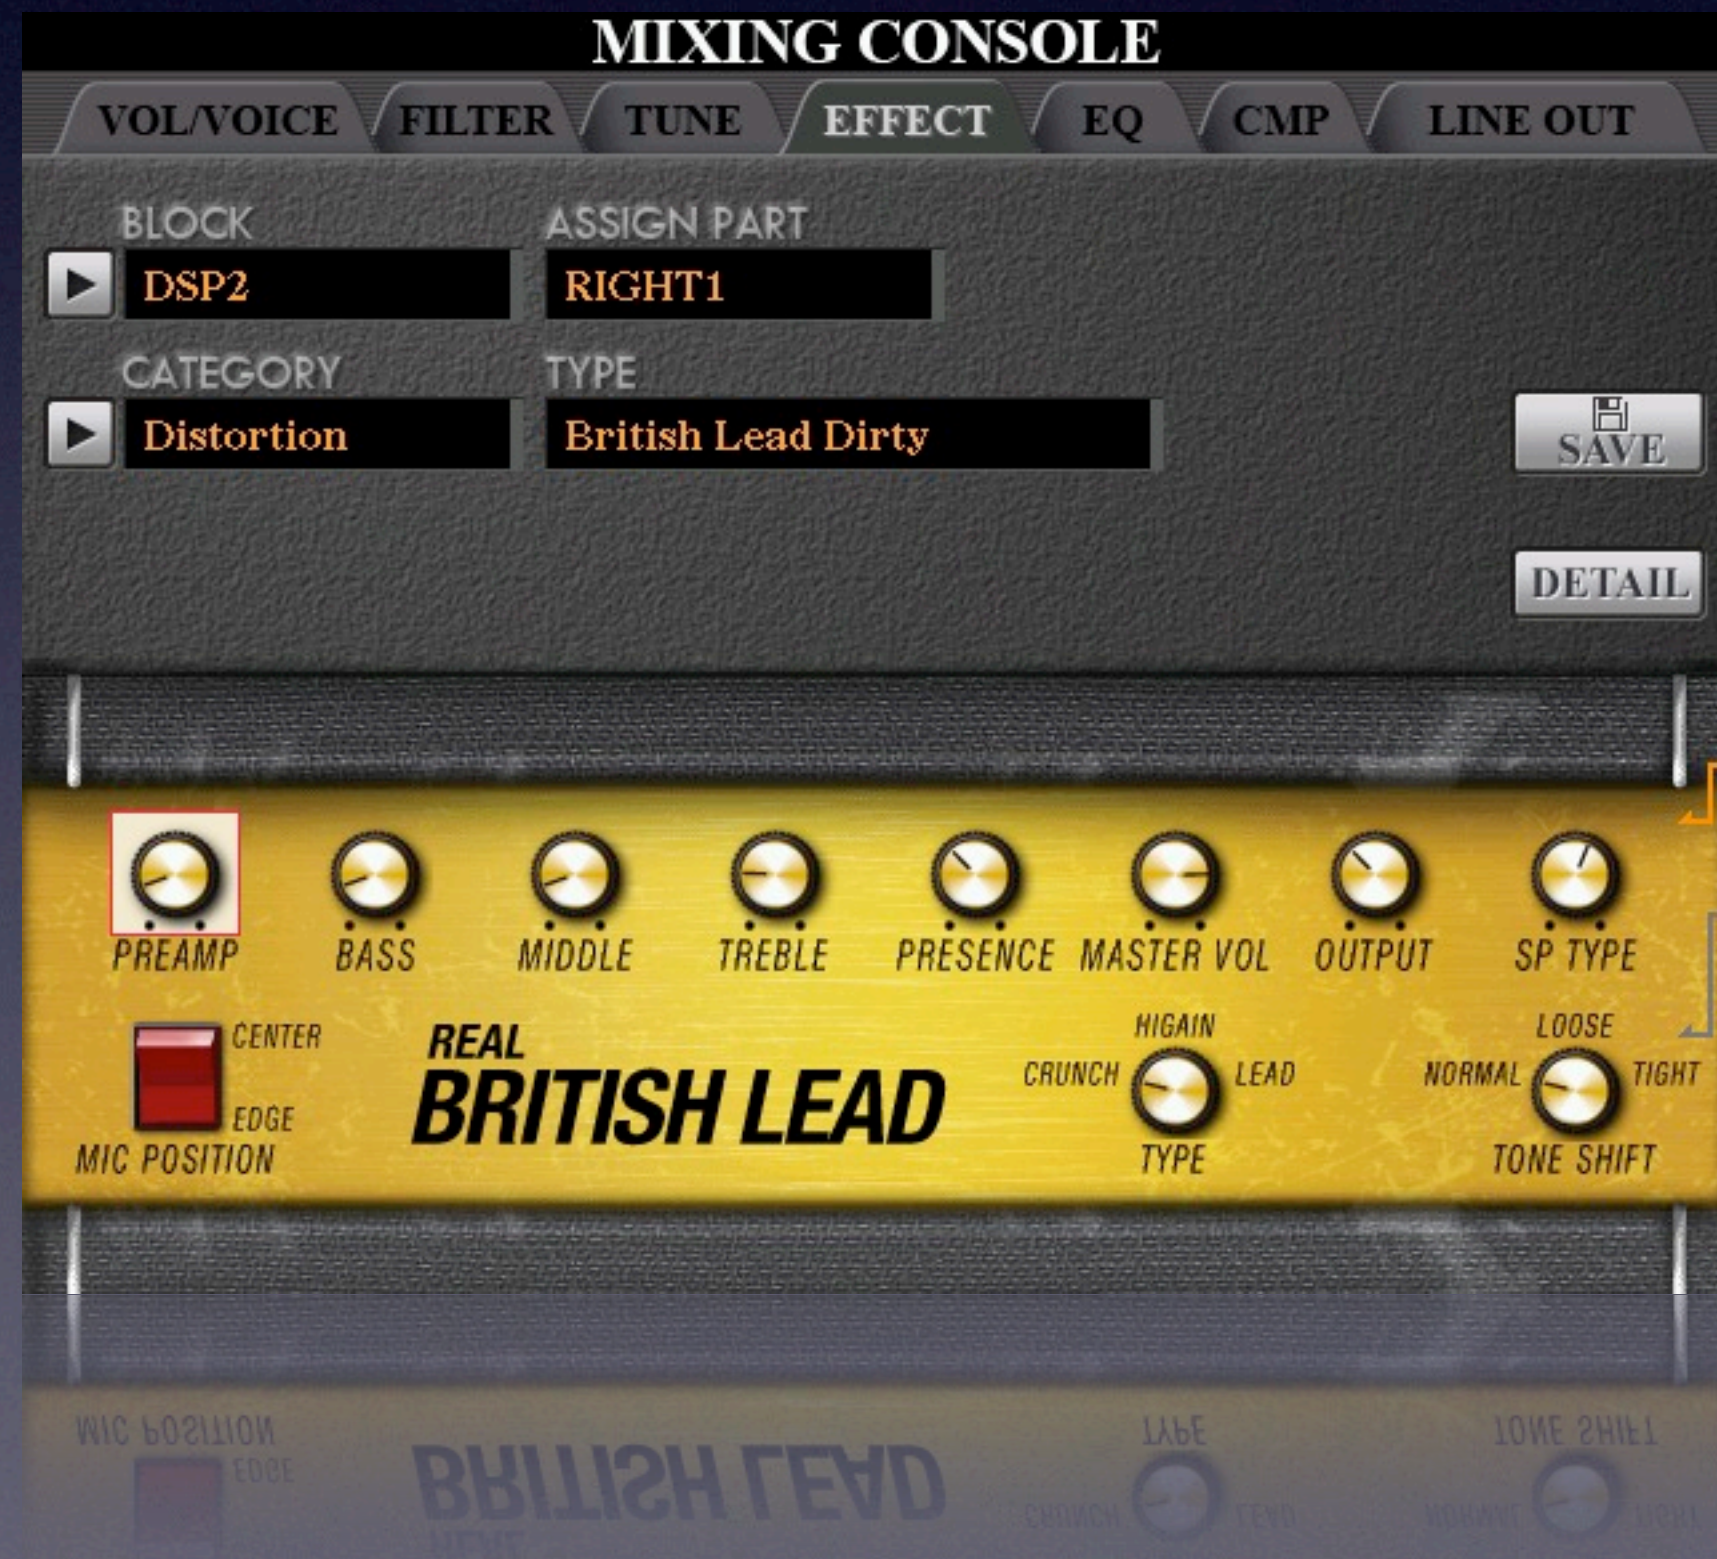 MIXING CONSOLE
VOL/VOICE FILTER TUNE EFFECT EQ CMP LINE OUT
BLOCK ASSIGN PART
DSP2 RIGHT1
CATEGORY TYPE
Distortion British Lead Dirty
SAVE
DETAIL
PREAMP BASS MIDDLE TREBLE PRESENCE MASTER VOL OUTPUT SP TYPE
CENTER
EDGE
MIC POSITION
REAL
BRITISH LEAD
HIGAIN
CRUNCH LEAD
TYPE
LOOSE
NORMAL TIGHT
TONE SHIFT